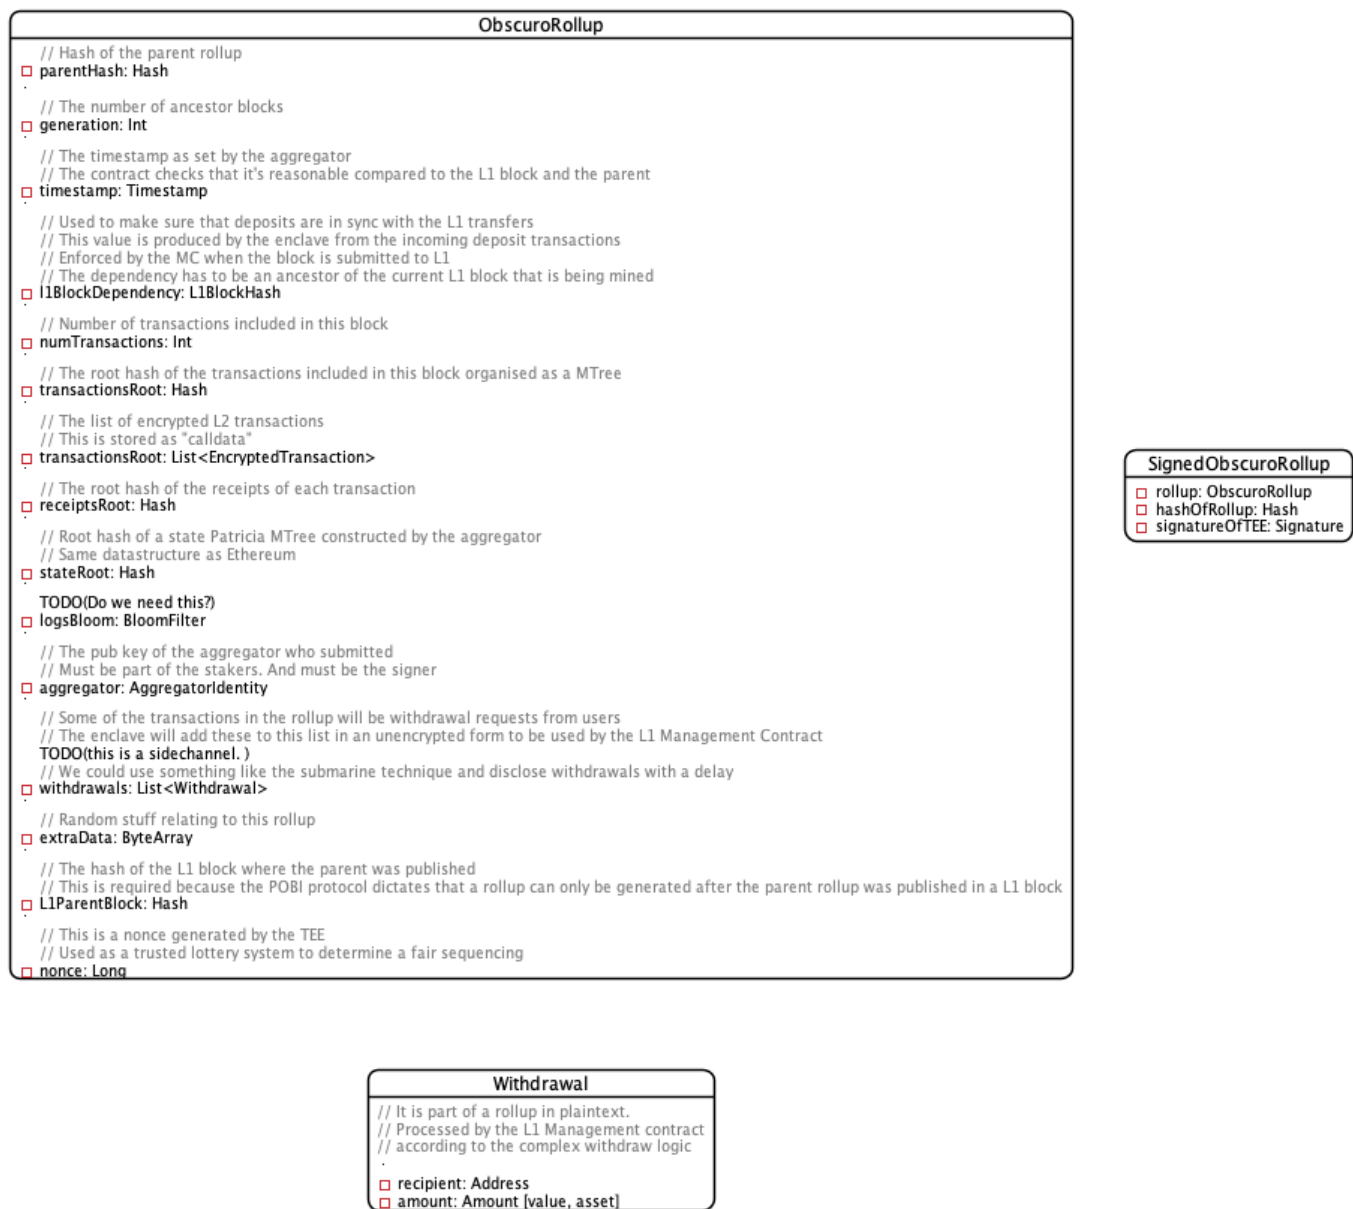 ObscuroRollup
// Hash of the parent rollup
parentHash: Hash
.
// The number of ancestor blocks
generation: Int
.
// The timestamp as set by the aggregator
// The contract checks that it's reasonable compared to the L1 block and the parent
timestamp: Timestamp
.
// Used to make sure that deposits are in sync with the L1 transfers
// This value is produced by the enclave from the incoming deposit transactions
// Enforced by the MC when the block is submitted to L1
// The dependency has to be an ancestor of the current L1 block that is being mined
l1BlockDependency: L1BlockHash
.
// Number of transactions included in this block
numTransactions: Int
.
// The root hash of the transactions included in this block organised as a MTree
transactionsRoot: Hash
.
// The list of encrypted L2 transactions
// This is stored as "calldata"
transactionsRoot: List<EncryptedTransaction>
.
// The root hash of the receipts of each transaction
receiptsRoot: Hash
.
// Root hash of a state Patricia MTree constructed by the aggregator
// Same datastructure as Ethereum
stateRoot: Hash
.
TODO(Do we need this?)
logsBloom: BloomFilter
.
// The pub key of the aggregator who submitted
// Must be part of the stakers. And must be the signer
aggregator: AggregatorIdentity
.
// Some of the transactions in the rollup will be withdrawal requests from users
// The enclave will add these to this list in an unencrypted form to be used by the L1 Management Contract
TODO(this is a sidechannel. )
// We could use something like the submarine technique and disclose withdrawals with a delay
withdrawals: List<Withdrawal>
.
// Random stuff relating to this rollup
extraData: ByteArray
.
// The hash of the L1 block where the parent was published
// This is required because the POBI protocol dictates that a rollup can only be generated after the parent rollup was published in a L1 block
L1ParentBlock: Hash
.
// This is a nonce generated by the TEE
// Used as a trusted lottery system to determine a fair sequencing
nonce: Long
SignedObscuroRollup
rollup: ObscuroRollup
hashOfRollup: Hash
signatureOfTEE: Signature
Withdrawal
// It is part of a rollup in plaintext.
// Processed by the L1 Management contract
// according to the complex withdraw logic
.
recipient: Address
amount: Amount [value, asset]